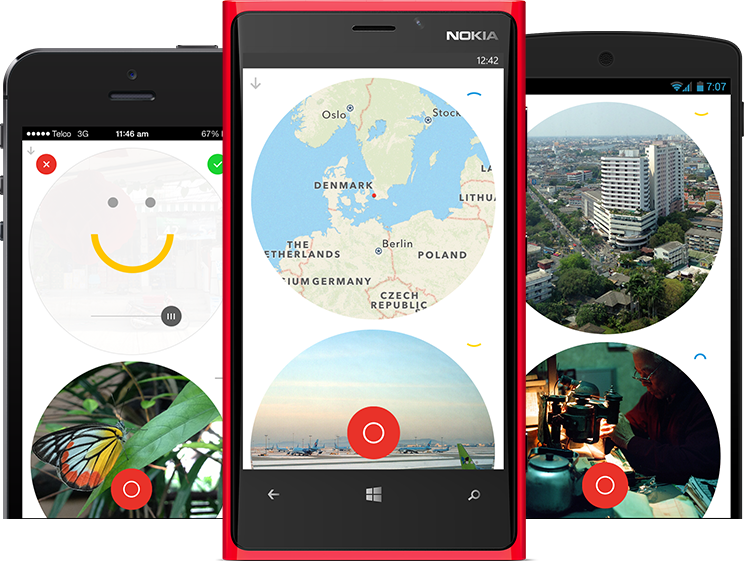 Telco 3G 11:46 am 67%
NOKIA
12:42
Oslo
Stock
DENMARK
LA
LITHUA
Berlin
THE
ETHERLANDS
POLAND
IUM
GERMANY
CZECH
REPUBLIC
7:07